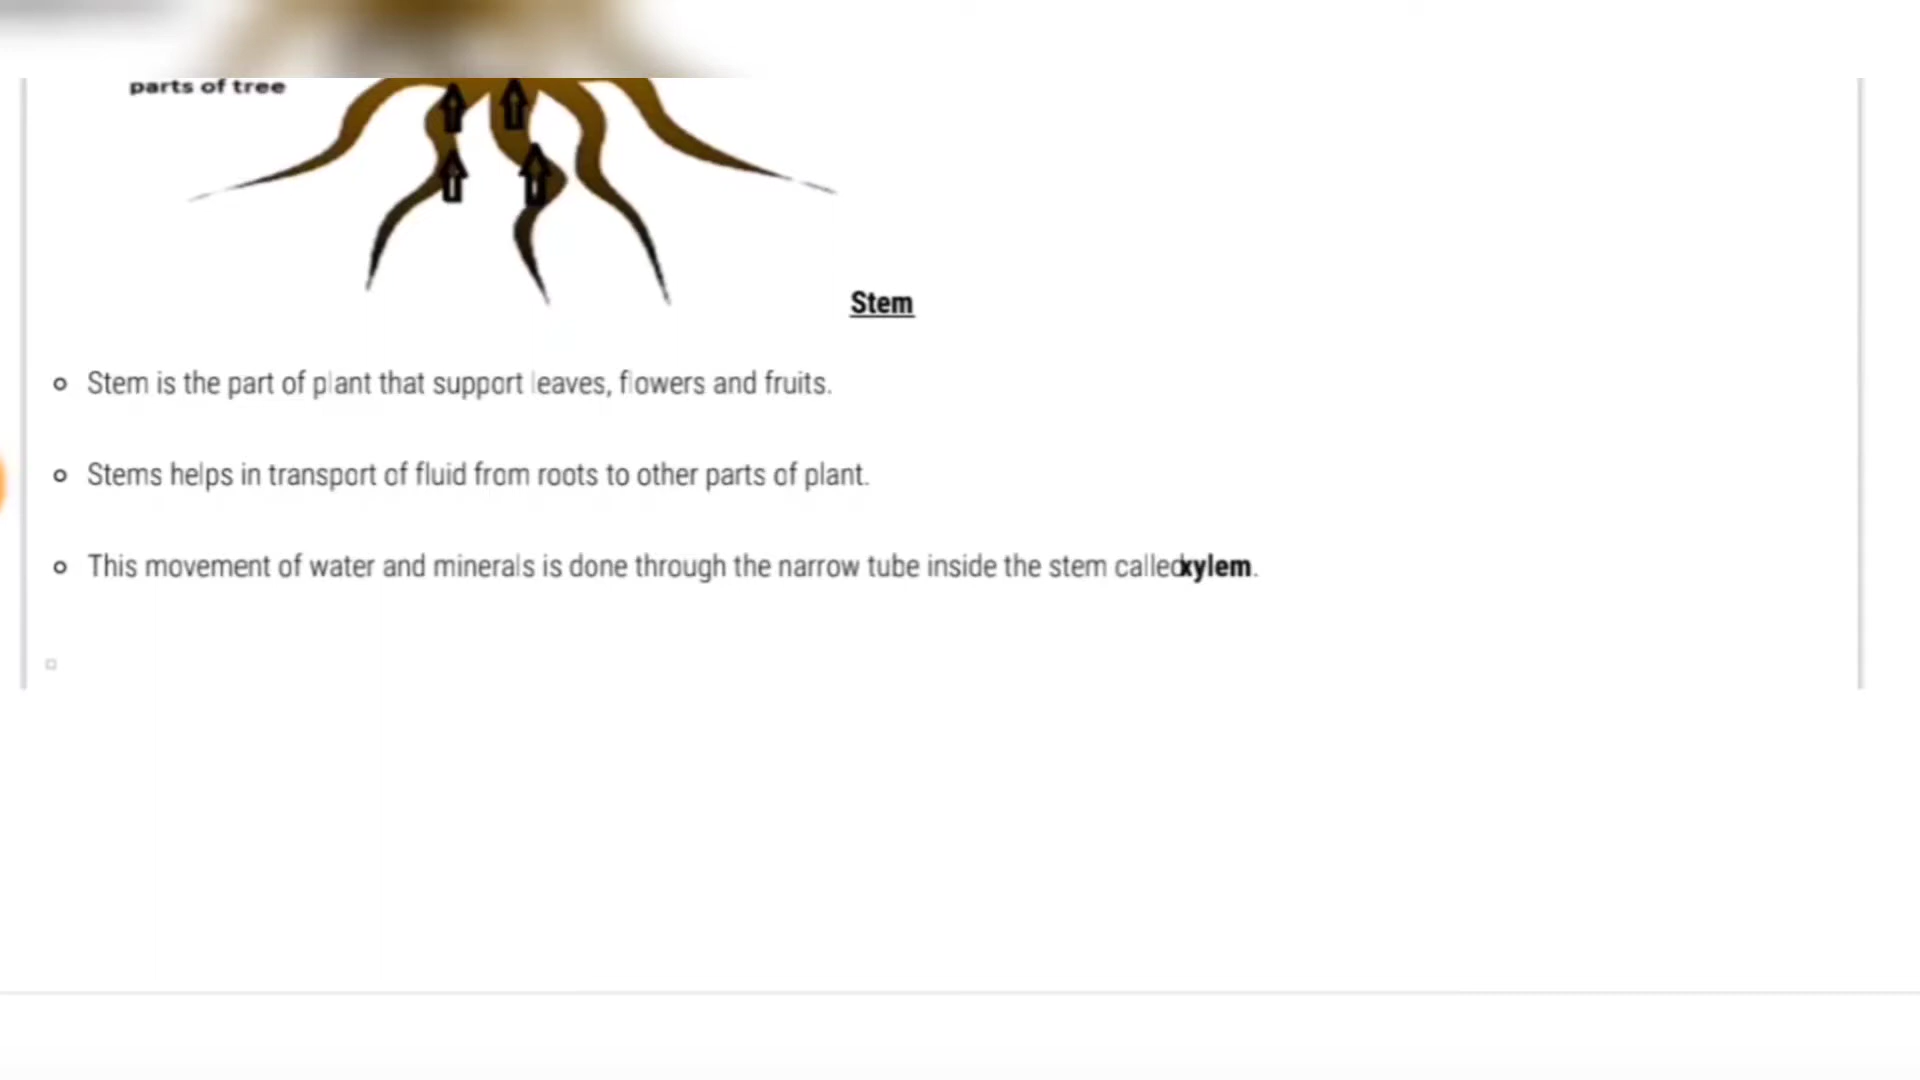 parts of tree
Stem
Stem is the part of plant that support leaves, flowers and fruits.
Stems helps in transport of fluid from roots to other parts of plant.
This movement of water and minerals is done through the narrow tube inside the stem called xylem.